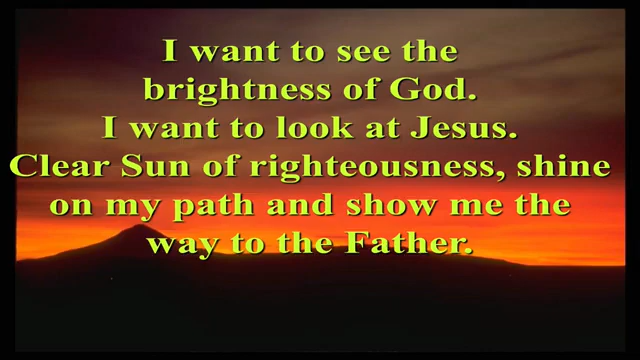 I want to see the
brightness of God.
I want to look at Jesus.
Clear Sun of righteousness, shine
on my path and show me the
way to the Father.